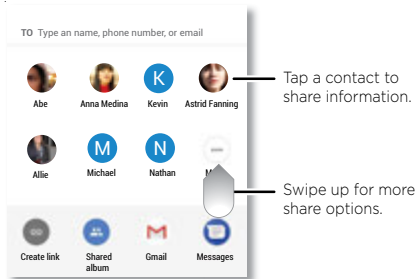 TO Type an name, phone number, or email
K
Abe Anna Medina Kevin Astrid Fanning
Tap a contact to
share information.
M N
Allie Michael Nathan
Swipe up for more
share options.
M
Create link Shared
album Gmail Messages